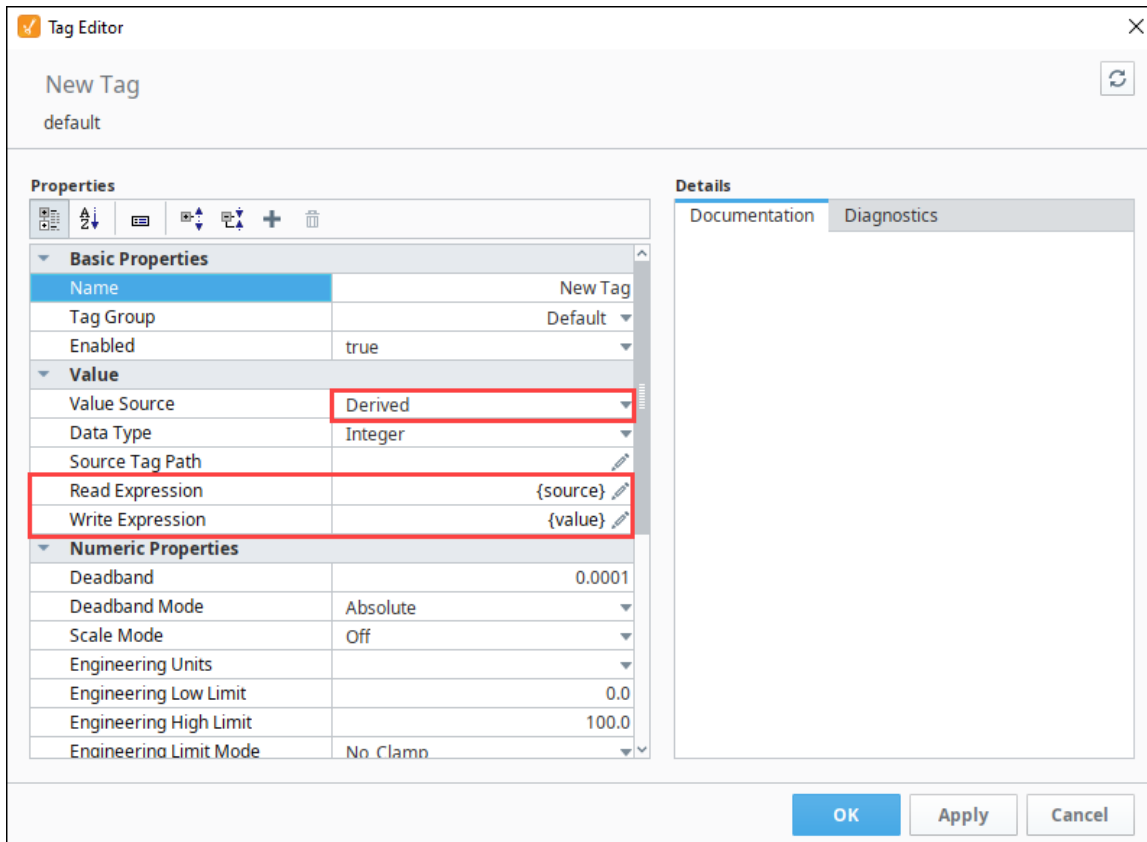 Tag Editor
New Tag
default
Properties
Details
Documentation Diagnostics
Basic Properties
Name New Tag
Tag Group Default
Enabled true
Value
Value Source Derived
Data Type Integer
Source Tag Path
Read Expression {source}
Write Expression {value}
Numeric Properties
Deadband 0.0001
Deadband Mode Absolute
Scale Mode Off
Engineering Units
Engineering Low Limit 0.0
Engineering High Limit 100.0
Engineering Limit Mode No_Clamp
OK Apply Cancel